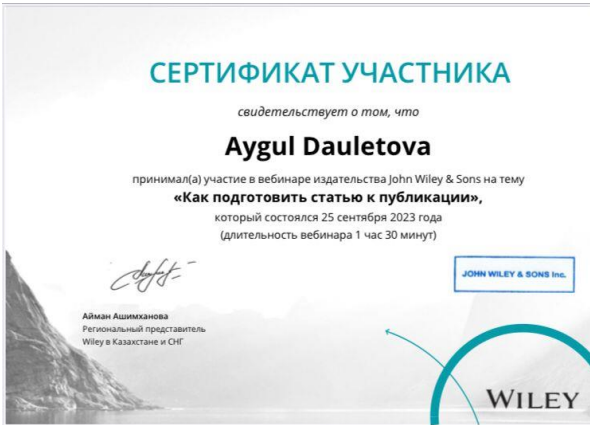 СЕРТИФИКАТ УЧАСТНИКА
свидетельствует о том, что
Aygul Dauletova
принимал(а) участие в вебинаре издательства John Wiley & Sons на тему
«Как подготовить статью к публикации»,
который состоялся 25 сентября 2023 года
(длительность вебинара 1 час 30 минут)
JOHN WILEY & SONS Inc.
Айман Ашимханова
Региональный представитель
Wiley в Казахстане и СНГ
WILEY